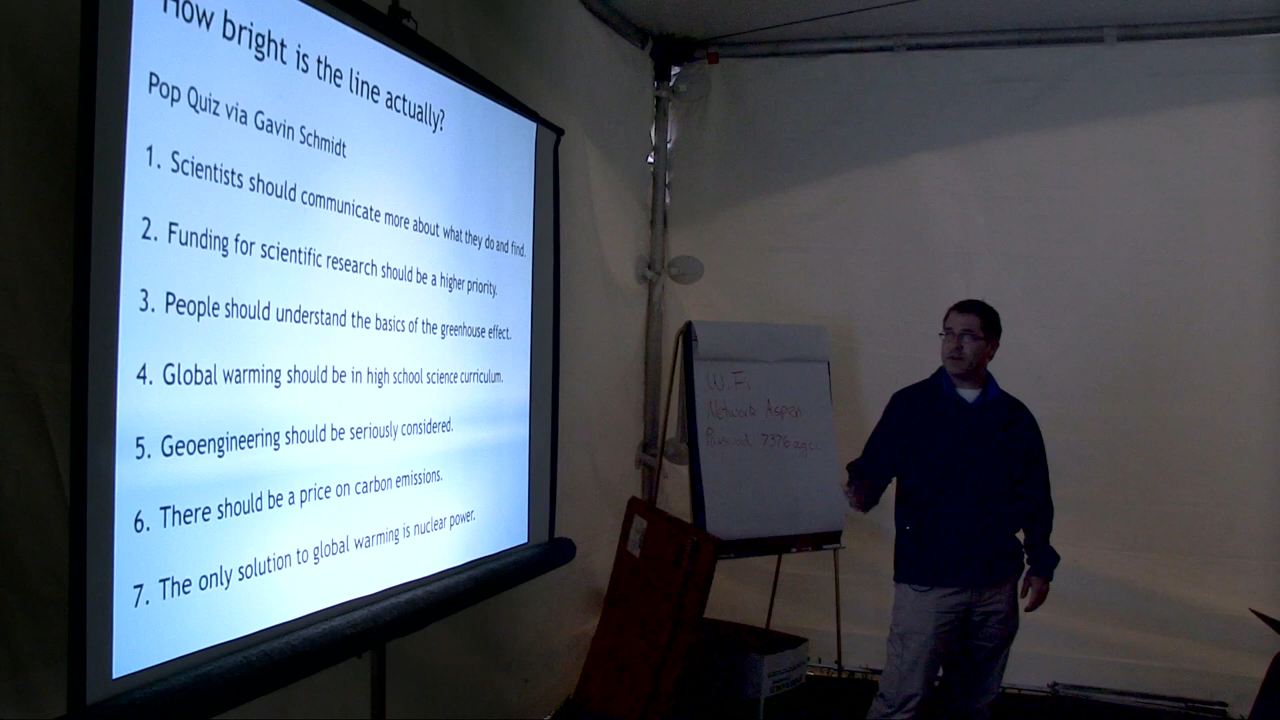 How bright is the line actually?
Pop Quiz via Gavin Schmidt
1. Scientists should communicate more about what they do and find.
2. Funding for scientific research should be a higher priority.
3. People should understand the basics of the greenhouse effect.
4. Global warming should be in high school science curriculum.
5. Geoengineering should be seriously considered.
6. There should be a price on carbon emissions.
7. The only solution to global warming is nuclear power.
WiFi
Network Aspen